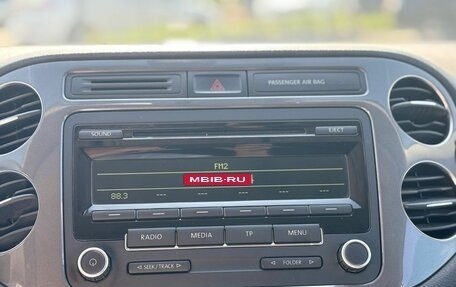 PASSENGER AIR BAG
SOUND
EJECT
FM2
MBIB-RU
88.3 --- --- --- --- ---
RADIO MEDIA TP MENU
SEEK/TRACK
FOLDER